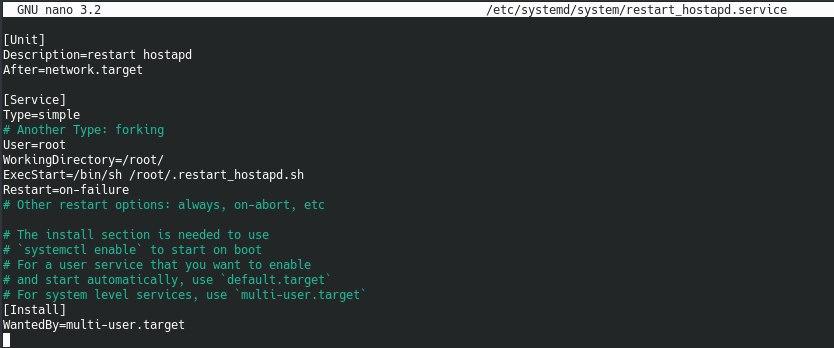 GNU nano 3.2 /etc/systemd/system/restart_hostapd.service
[Unit]
Description=restart hostapd
After=network.target
[Service]
Type=simple
# Another Type: forking
User=root
WorkingDirectory=/root/
ExecStart=/bin/sh /root/.restart_hostapd.sh
Restart=on-failure
# Other restart options: always, on-abort, etc
# The install section is needed to use
# `systemctl enable` to start on boot
# For a user service that you want to enable
# and start automatically, use `default.target`
# For system level services, use `multi-user.target`
[Install]
WantedBy=multi-user.target